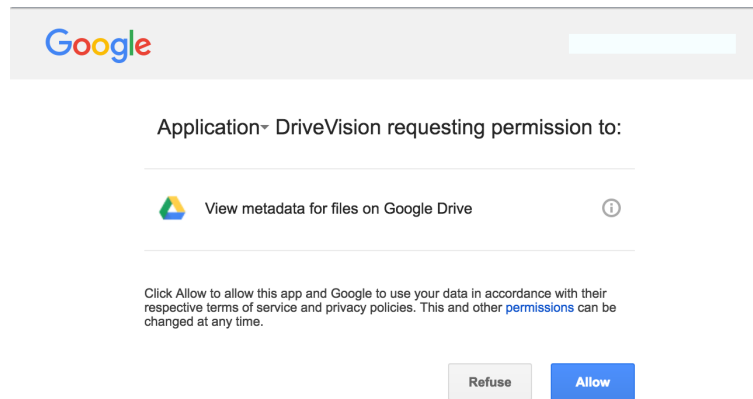 Google
Application DriveVision requesting permission to:
View metadata for files on Google Drive
Click Allow to allow this app and Google to use your data in accordance with their
respective terms of service and privacy policies. This and other permissions can be
changed at any time.
Refuse
Allow